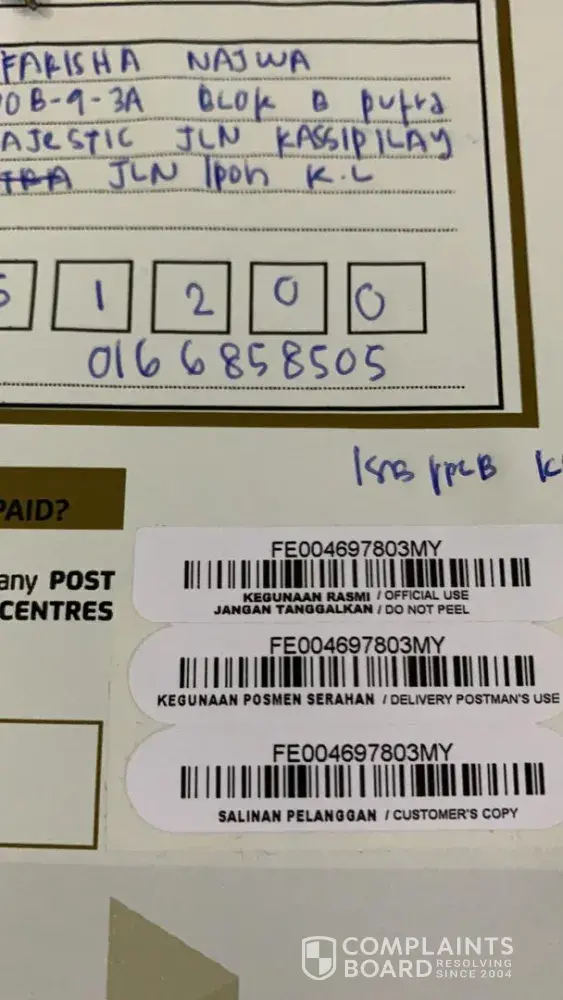 FARISHA NAJWA
0B-9-3A BLOK B PUTRA
AJESTIC JLN KASSIPILAY
JLN IPOH K.L
5 1 2 0 0
0166858505
PAID?
any POST
CENTRES
FE004697803MY
KEGUNAAN RASMI / OFFICIAL USE
JANGAN TANGGALKAN / DO NOT PEEL
FE004697803MY
KEGUNAAN POSMEN SERAHAN / DELIVERY POSTMAN'S USE
FE004697803MY
SALINAN PELANGGAN / CUSTOMER'S COPY
COMPLAINTS
BOARD RESOLVING
SINCE 2004